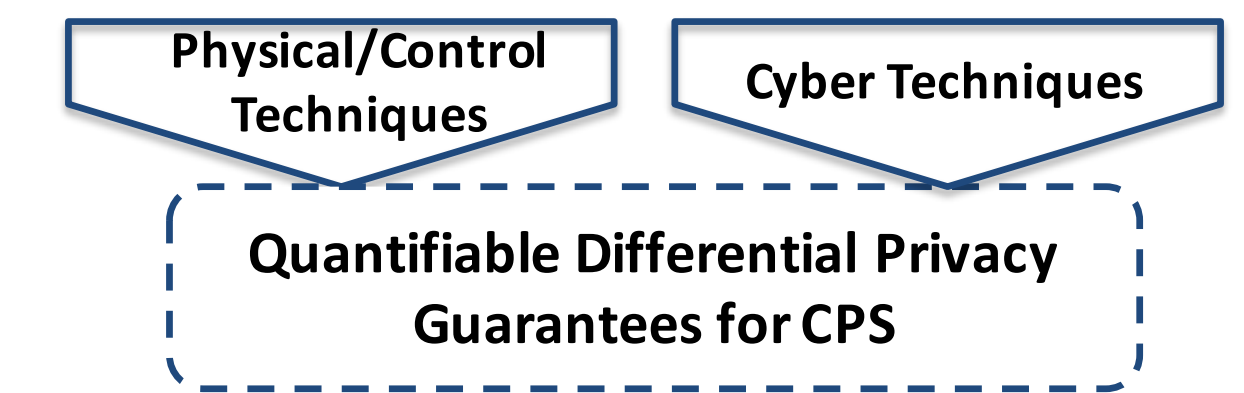 Physical/Control
Techniques
Cyber Techniques
Quantifiable Differential Privacy
Guarantees for CPS